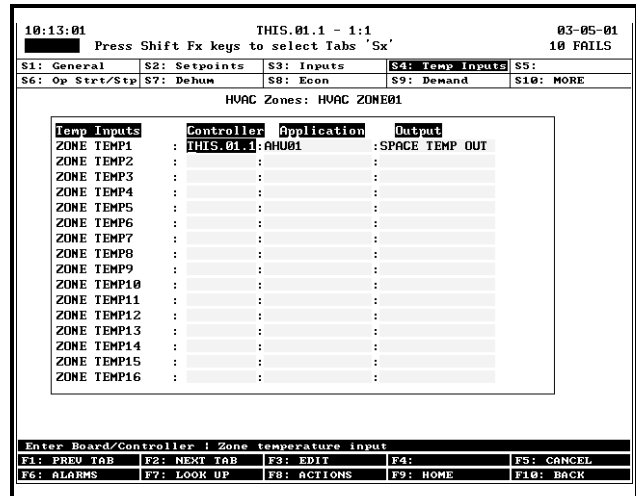 10:13:01 THIS.01.1 - 1:1 03-05-01
Press Shift Fx keys to select Tabs 'Sx' 10 FAILS
S1: General S2: Setpoints S3: Inputs S4: Temp Inputs S5:
S6: Op Strt/Stp S7: Dehum S8: Econ S9: Demand S10: MORE
HVAC Zones: HVAC ZONE01
Temp Inputs Controller Application Output
ZONE TEMP1 : THIS.01.1:AHU01 :SPACE TEMP OUT
ZONE TEMP2 : : :
ZONE TEMP3 : : :
ZONE TEMP4 : : :
ZONE TEMP5 : : :
ZONE TEMP6 : : :
ZONE TEMP7 : : :
ZONE TEMP8 : : :
ZONE TEMP9 : : :
ZONE TEMP10 : : :
ZONE TEMP11 : : :
ZONE TEMP12 : : :
ZONE TEMP13 : : :
ZONE TEMP14 : : :
ZONE TEMP15 : : :
ZONE TEMP16 : : :
Enter Board/Controller ¦ Zone temperature input
F1: PREV TAB F2: NEXT TAB F3: EDIT F4: F5: CANCEL
F6: ALARMS F7: LOOK UP F8: ACTIONS F9: HOME F10: BACK